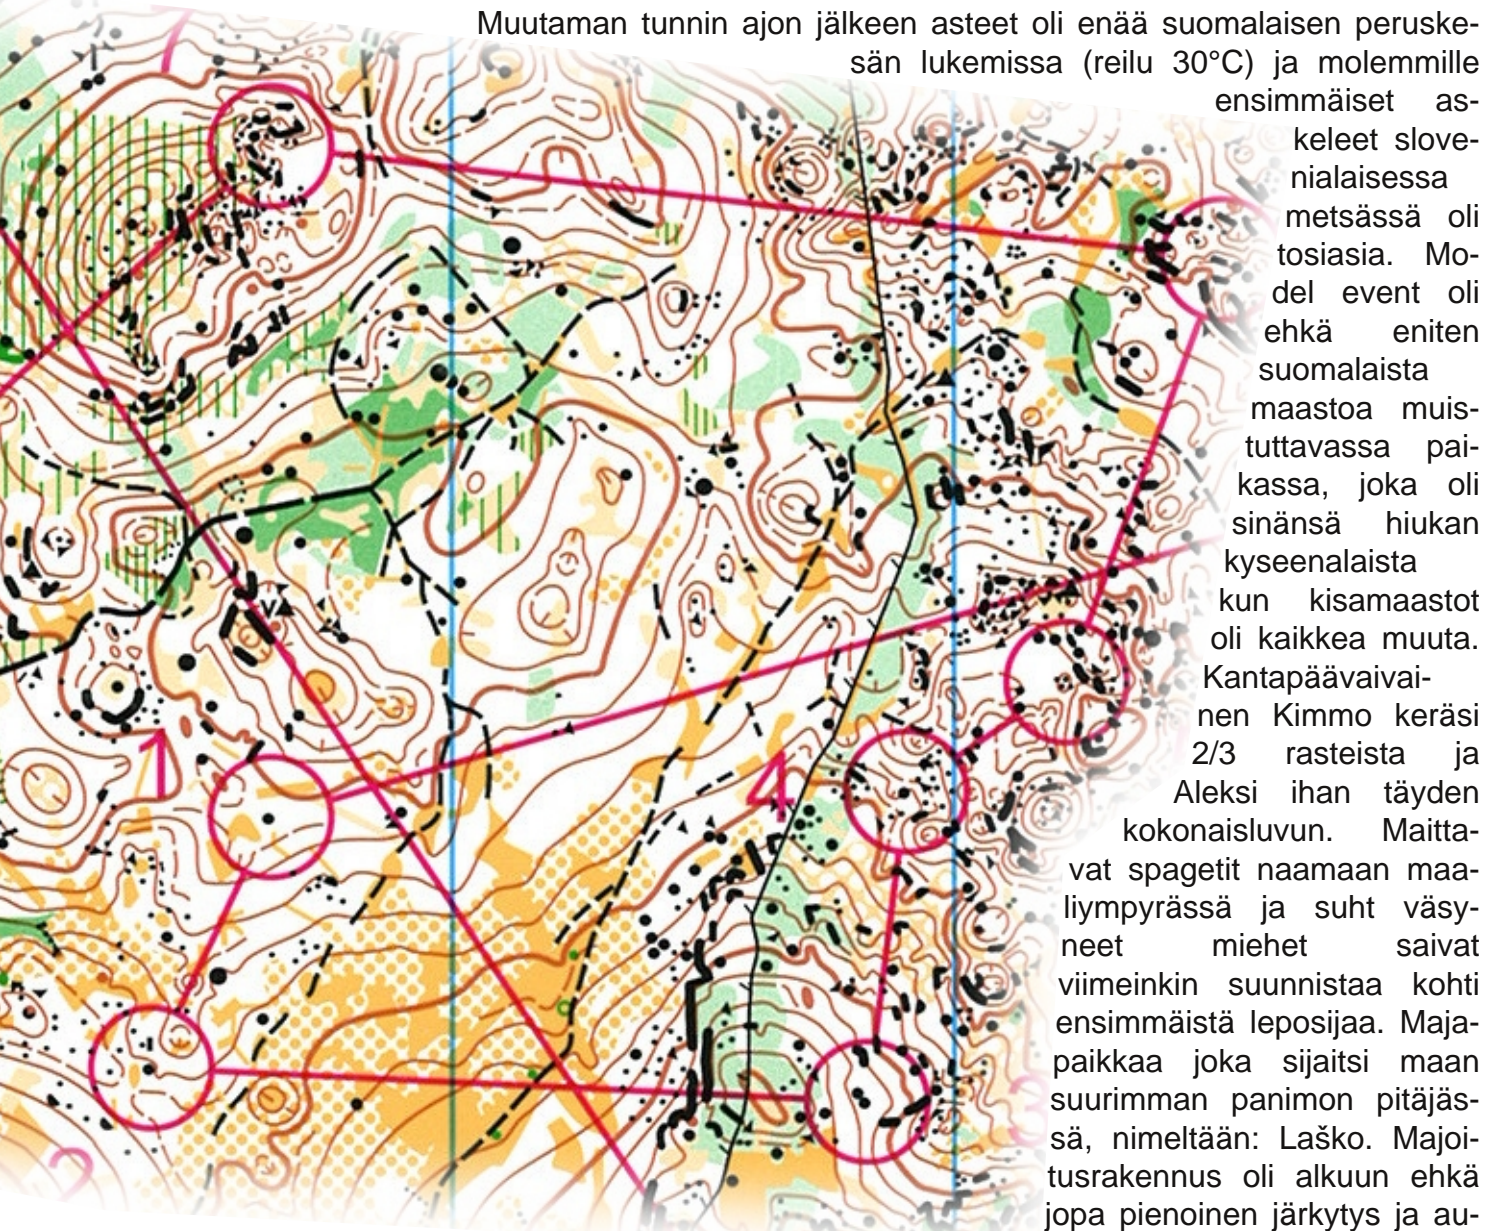 Muutaman tunnin ajon jälkeen asteet oli enää suomalaisen peruske-
sän lukemissa (reilu 30°C) ja molemmille
ensimmäiset as-
keleet slove-
nialaisessa
metsässä oli
tosiasia. Mo-
del event oli
ehkä eniten
suomalaista
maastoa muis-
tuttavassa pai-
kassa, joka oli
sinänsä hiukan
kyseenalaista
kun kisamaastot
oli kaikkea muuta.
Kantapäävaivai-
nen Kimmo keräsi
2/3 rasteista ja
Aleksi ihan täyden
kokonaisluvun. Maitta-
vat spagetit naamaan maa-
liympyrässä ja suht väsy-
neet miehet saivat
viimeinkin suunnistaa kohti
ensimmäistä leposijaa. Maja-
paikkaa joka sijaitsi maan
suurimman panimon pitäjäs-
sä, nimeltään: Laško. Majoi-
tusrakennus oli alkuun ehkä
jopa pienoinen järkytys ja au-
7
1
4
3
2